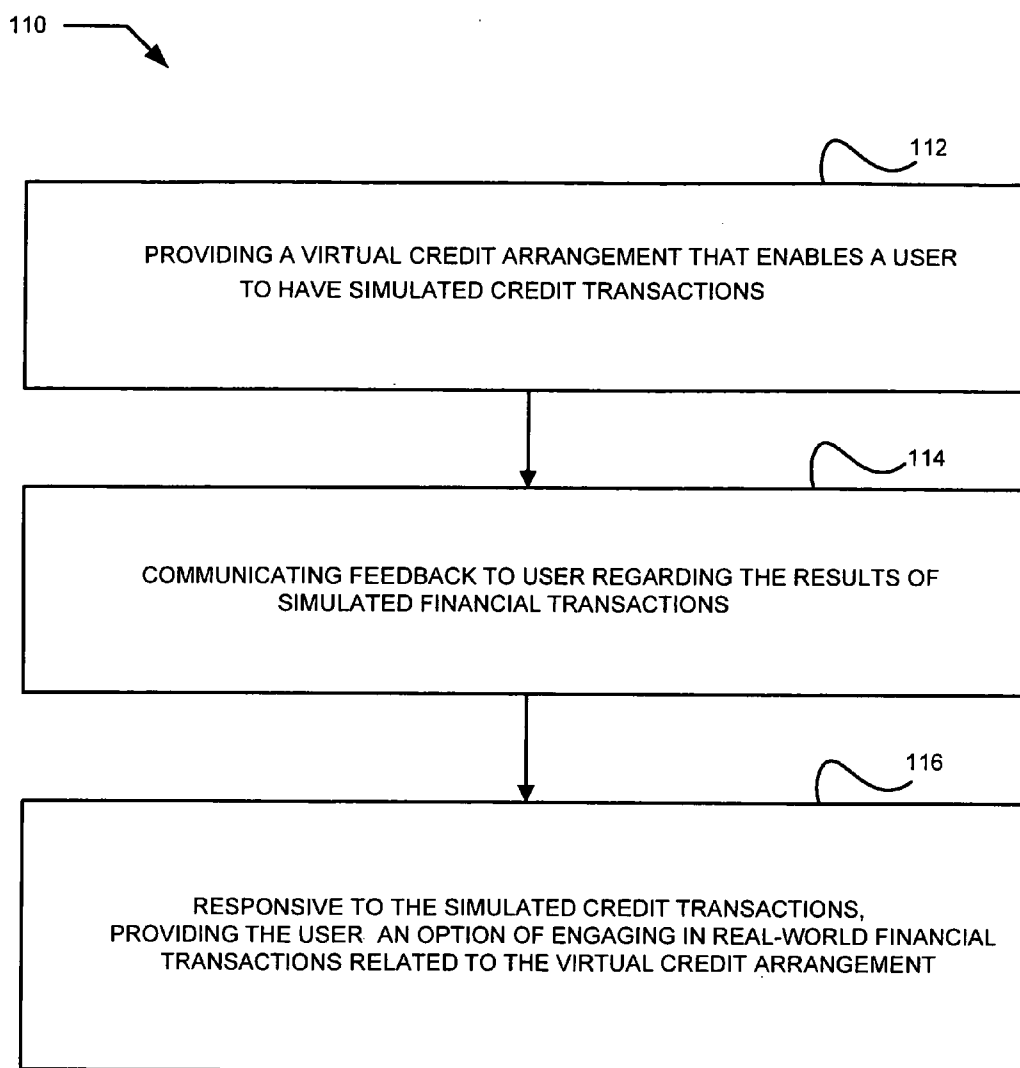 110
112
PROVIDING A VIRTUAL CREDIT ARRANGEMENT THAT ENABLES A USER
TO HAVE SIMULATED CREDIT TRANSACTIONS
114
COMMUNICATING FEEDBACK TO USER REGARDING THE RESULTS OF
SIMULATED FINANCIAL TRANSACTIONS
116
RESPONSIVE TO THE SIMULATED CREDIT TRANSACTIONS,
PROVIDING THE USER AN OPTION OF ENGAGING IN REAL-WORLD FINANCIAL
TRANSACTIONS RELATED TO THE VIRTUAL CREDIT ARRANGEMENT